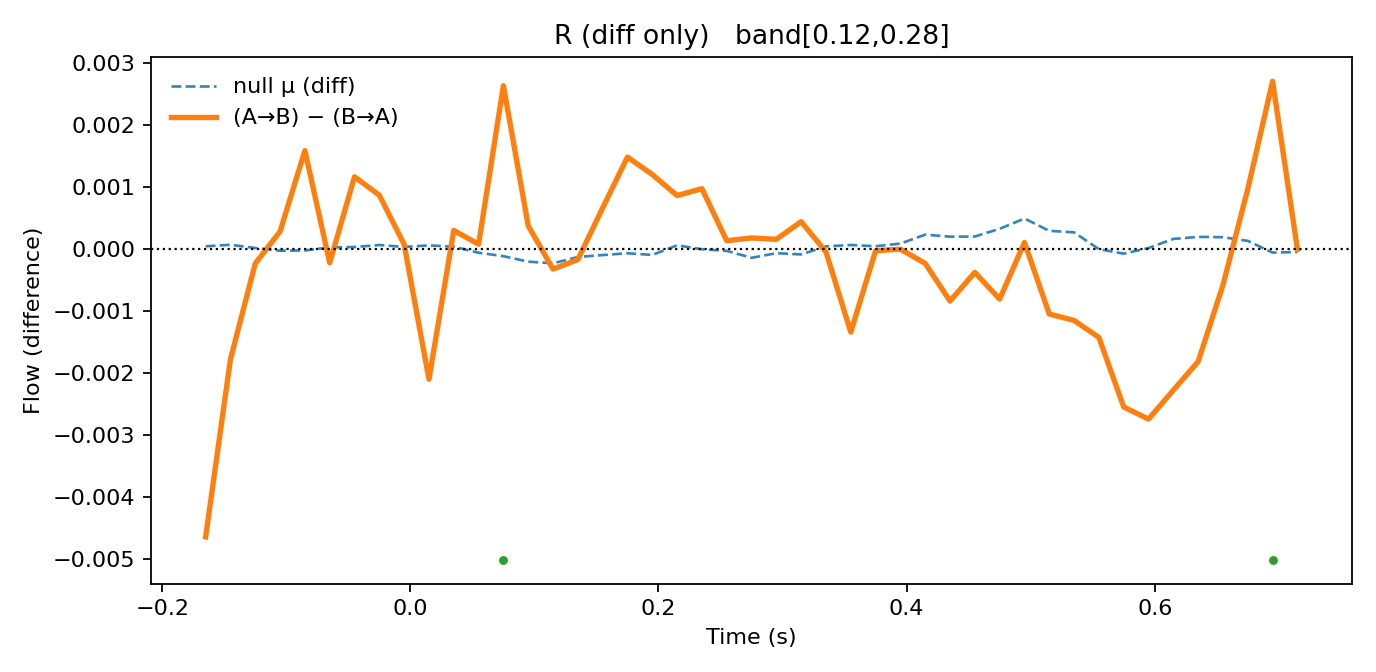 R (diff only)   band[0.12,0.28]
0.003
0.002
0.001
0.000
−0.001
−0.002
−0.003
−0.004
−0.005
Flow (difference)
null μ (diff)
(A→B) − (B→A)
−0.2
0.0
0.2
0.4
0.6
Time (s)